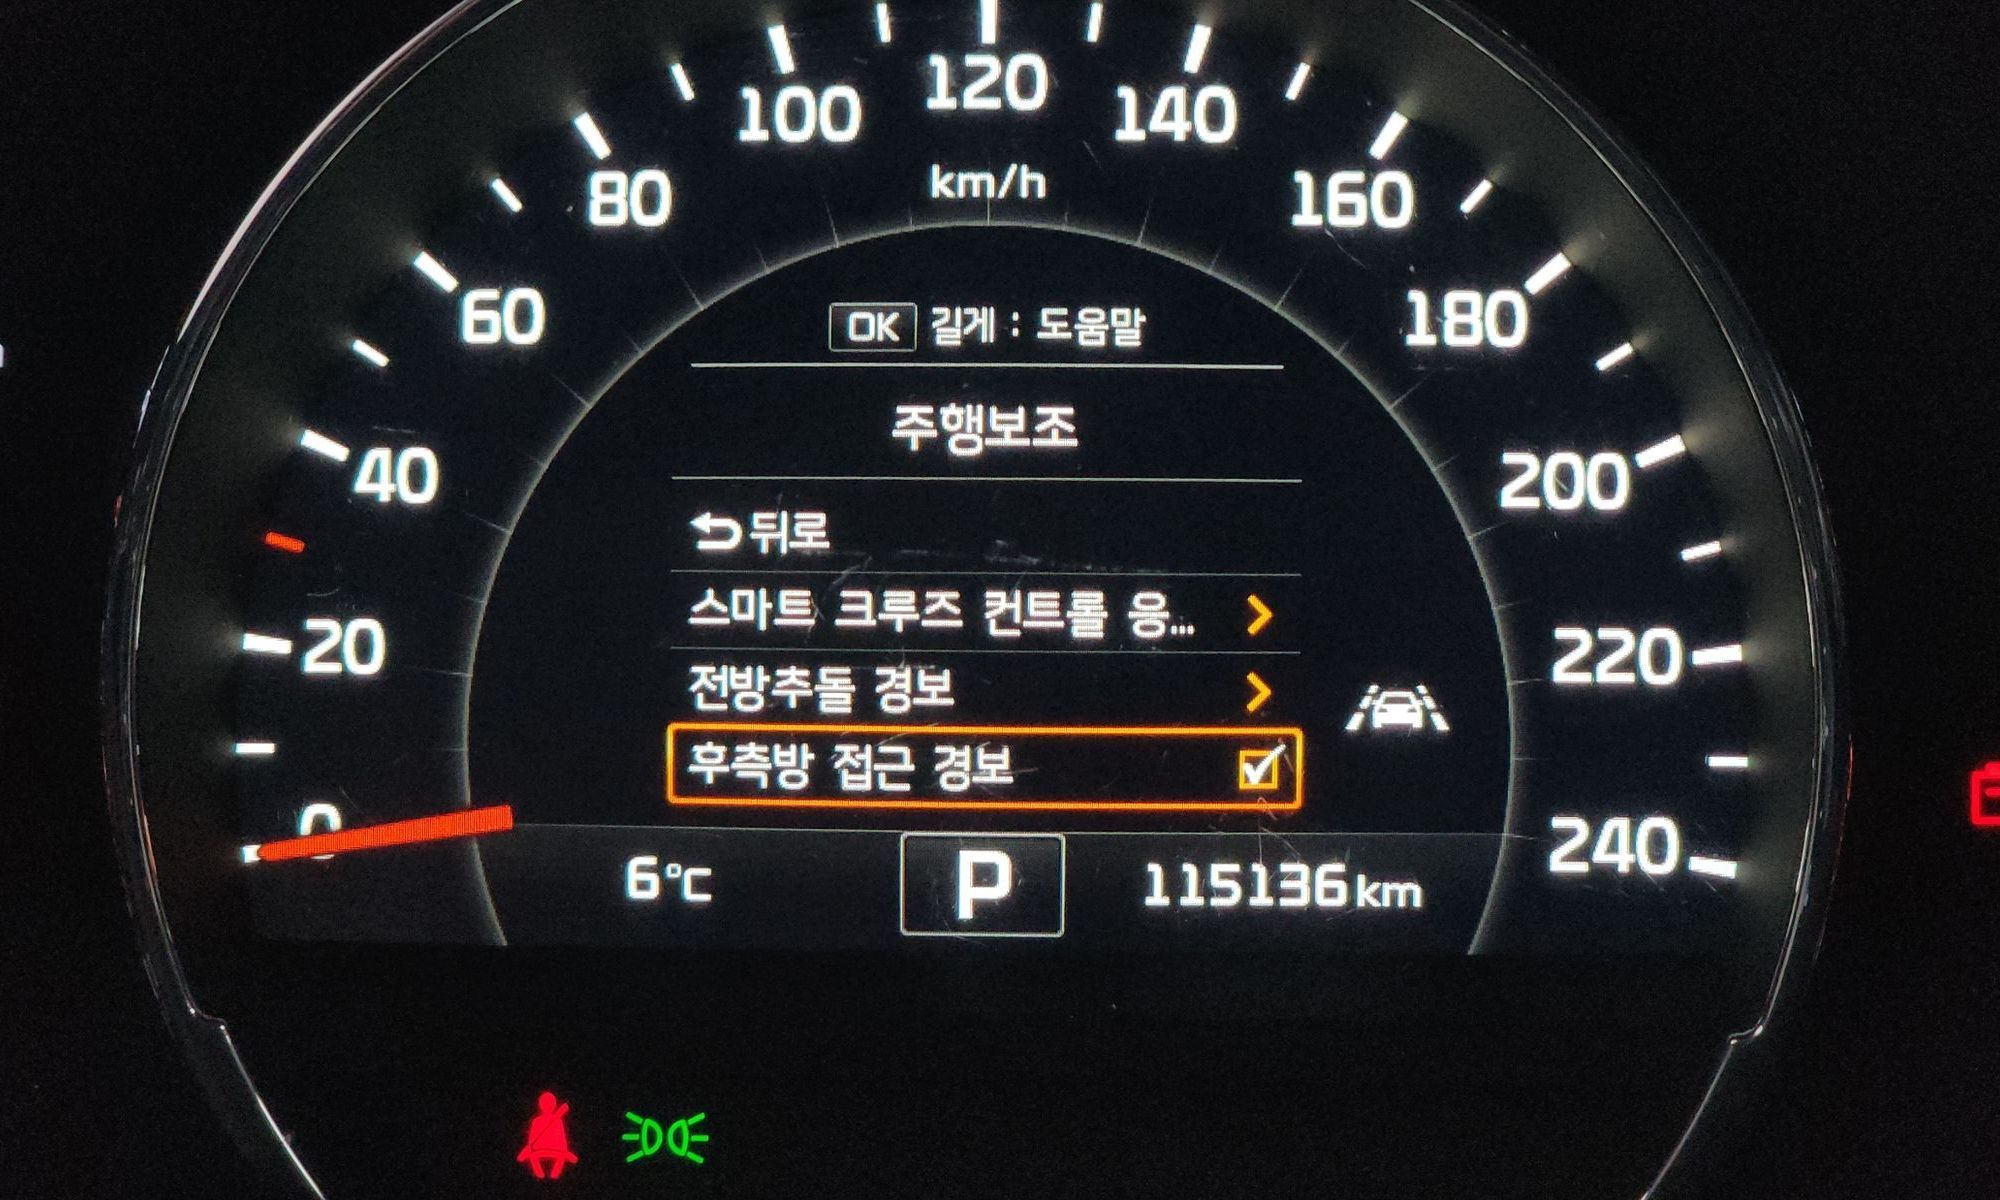 120
100
140
km/h
80
160
60
180
OK 길게 : 도움말
주행보조
40
200
뒤로
스마트 크루즈 컨트롤 응...
20
220
전방추돌 경보
후측방 접근 경보
0
240
6°C
P
115136km